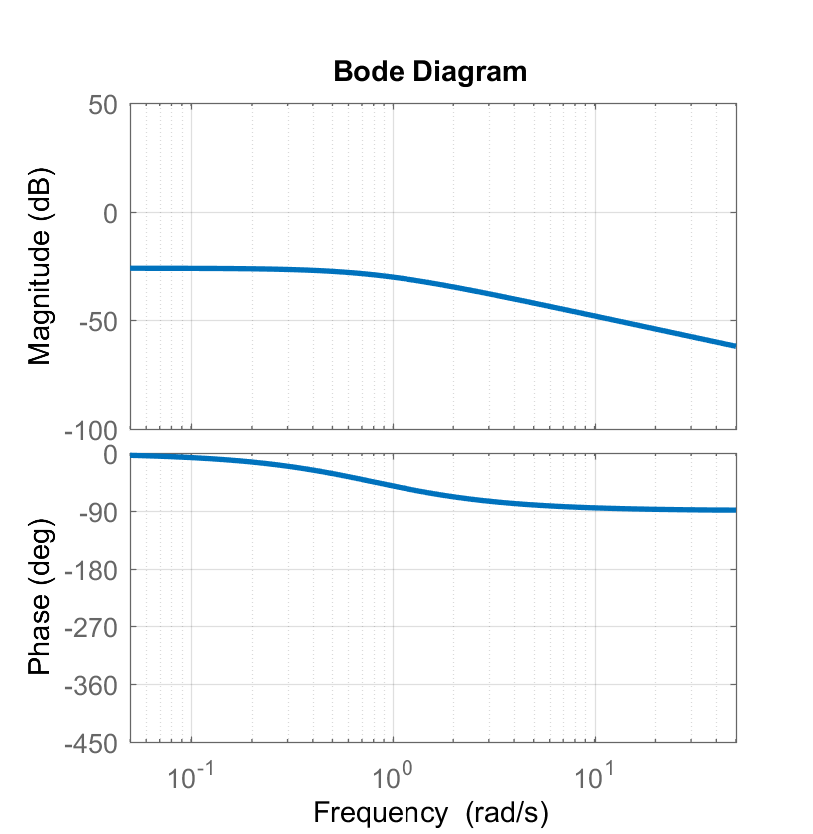 Bode Diagram
Magnitude (dB)
50
0
-50
-100
Phase (deg)
0
-90
-180
-270
-360
-450
10^-1 10^0 10^1
Frequency (rad/s)